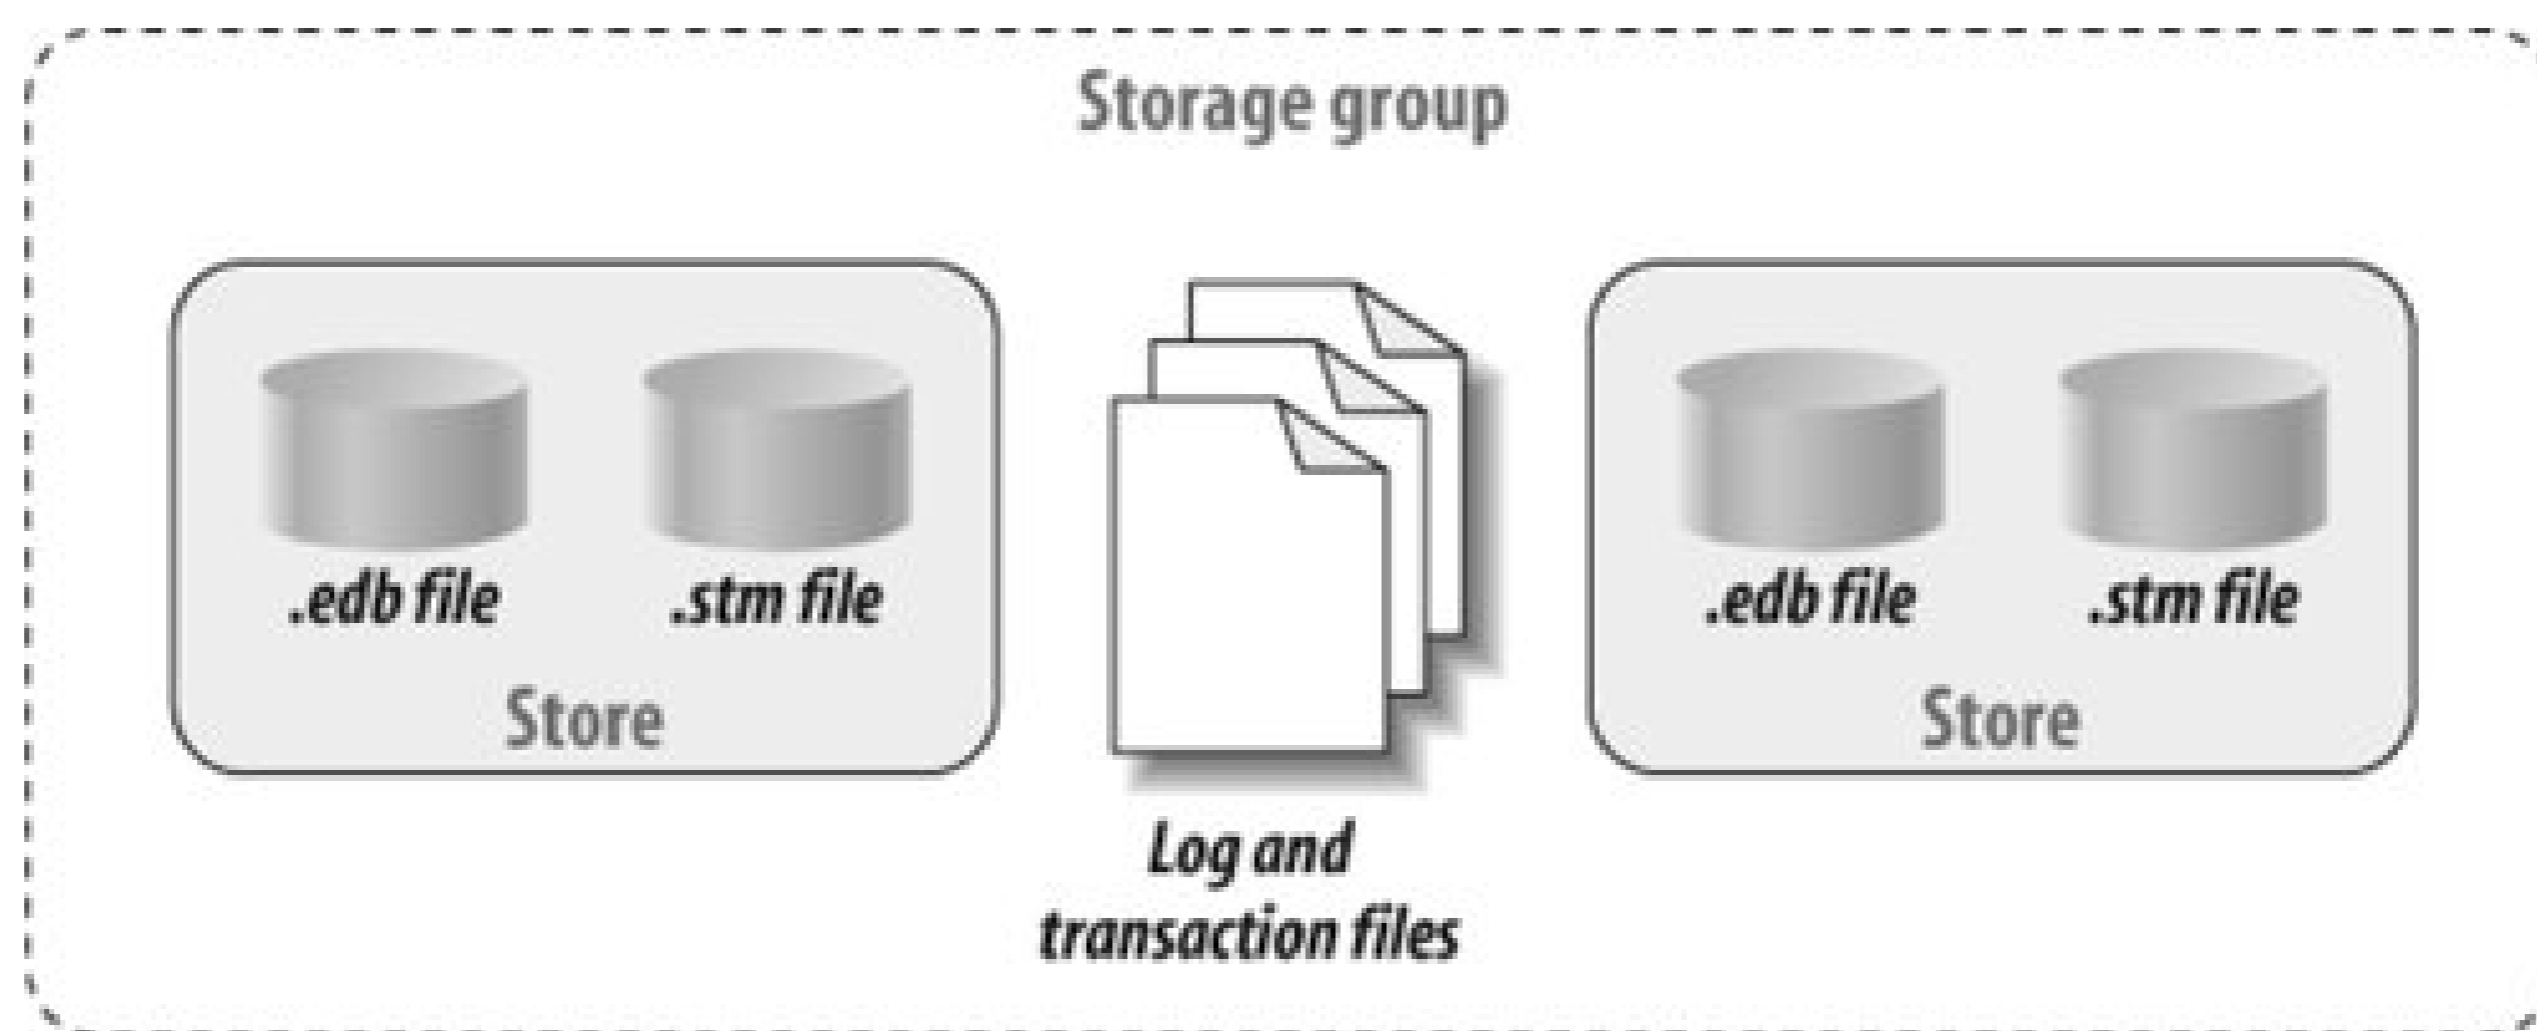 Storage group
.edb file
.stm file
Store
Log and
transaction files
.edb file
.stm file
Store